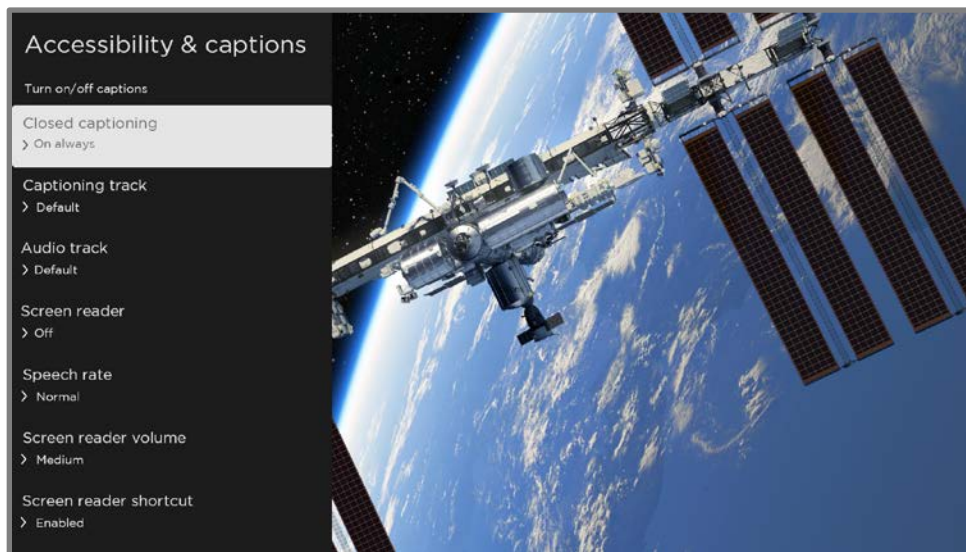 Accessibility & captions
Turn on/off captions
Closed captioning
On always
Captioning track
Default
Audio track
Default
Screen reader
Off
Speech rate
Normal
Screen reader volume
Medium
Screen reader shortcut
Enabled